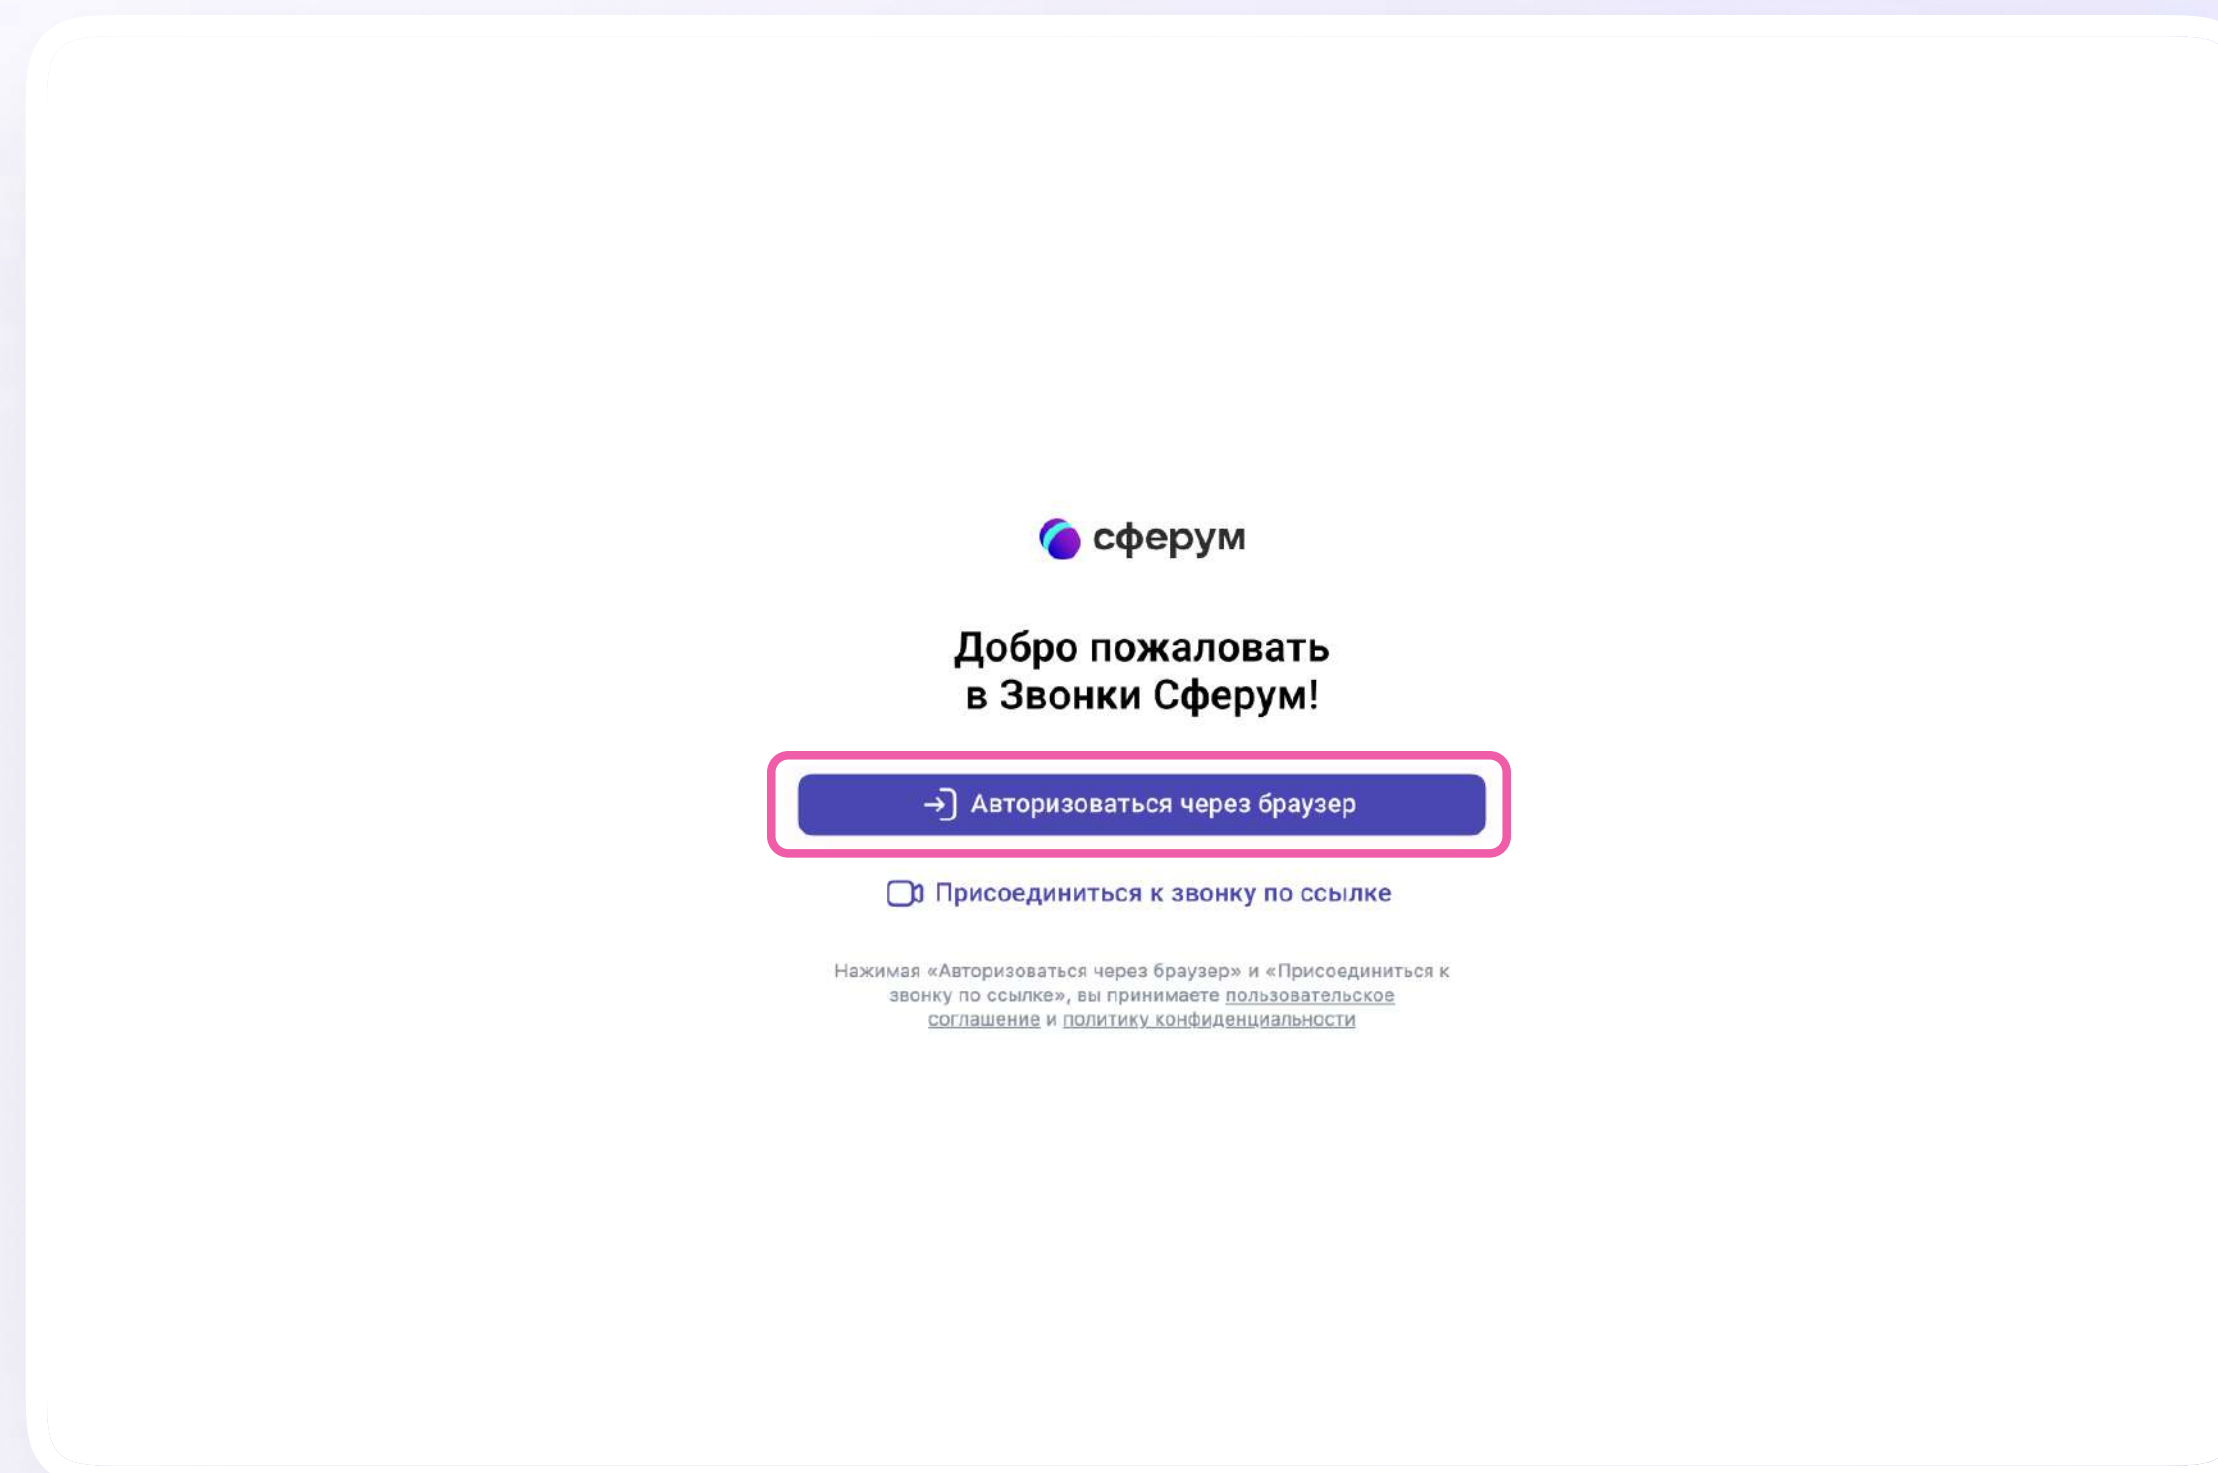 сферум
Добро пожаловать
в Звонки Сферум!
Авторизоваться через браузер
Присоединиться к звонку по ссылке
Нажимая «Авторизоваться через браузер» и «Присоединиться к
звонку по ссылке», вы принимаете пользовательское
соглашение и политику конфиденциальности